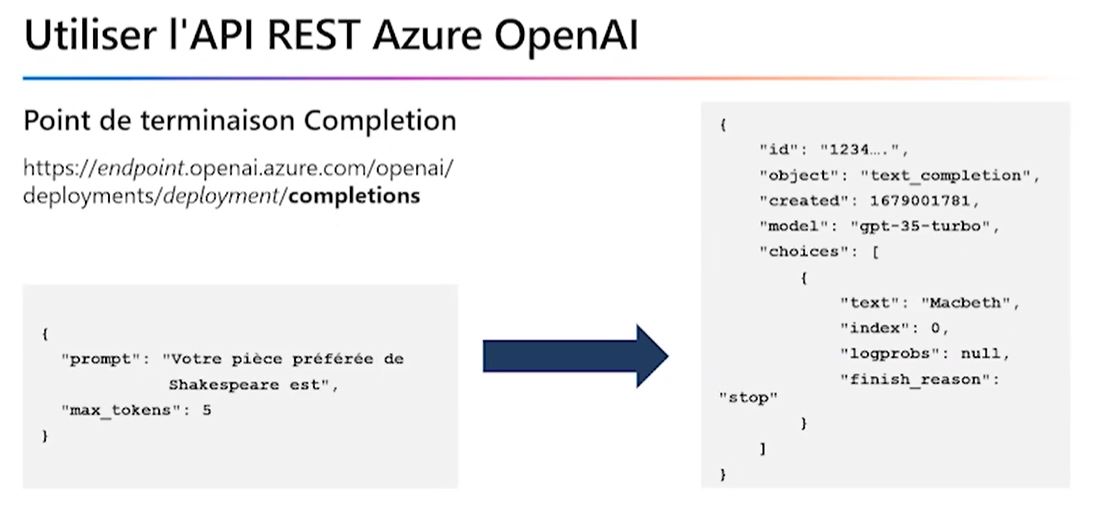 Utiliser l'API REST Azure OpenAI
Point de terminaison Completion
https://endpoint.openai.azure.com/openai/
deployments/deployment/completions
{
"prompt": "Votre pièce préférée de
Shakespeare est",
"max_tokens": 5
}
{
"id": "1234….",
"object": "text_completion",
"created": 1679001781,
"model": "gpt-35-turbo",
"choices": [
{
"text": "Macbeth",
"index": 0,
"logprobs": null,
"finish_reason":
"stop"
}
]
}